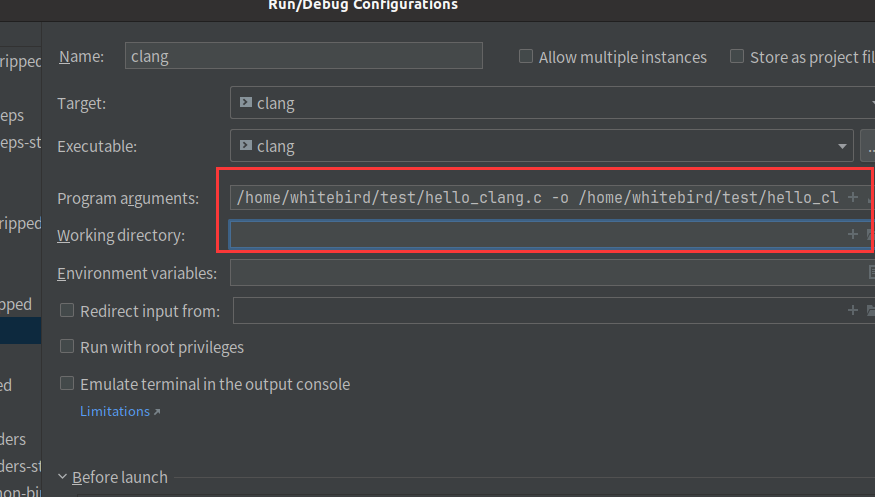 Run/Debug Configurations
Name: clang Allow multiple instances Store as project fil
ripped
Target: clang
eps
eps-st
Executable: clang ...
Program arguments: /home/whitebird/test/hello_clang.c -o /home/whitebird/test/hello_cl
ripped
Working directory:
Environment variables:
pped
Redirect input from:
Run with root privileges
ed
Emulate terminal in the output console
Limitations
ders
ders-st
Before launch
non-bin